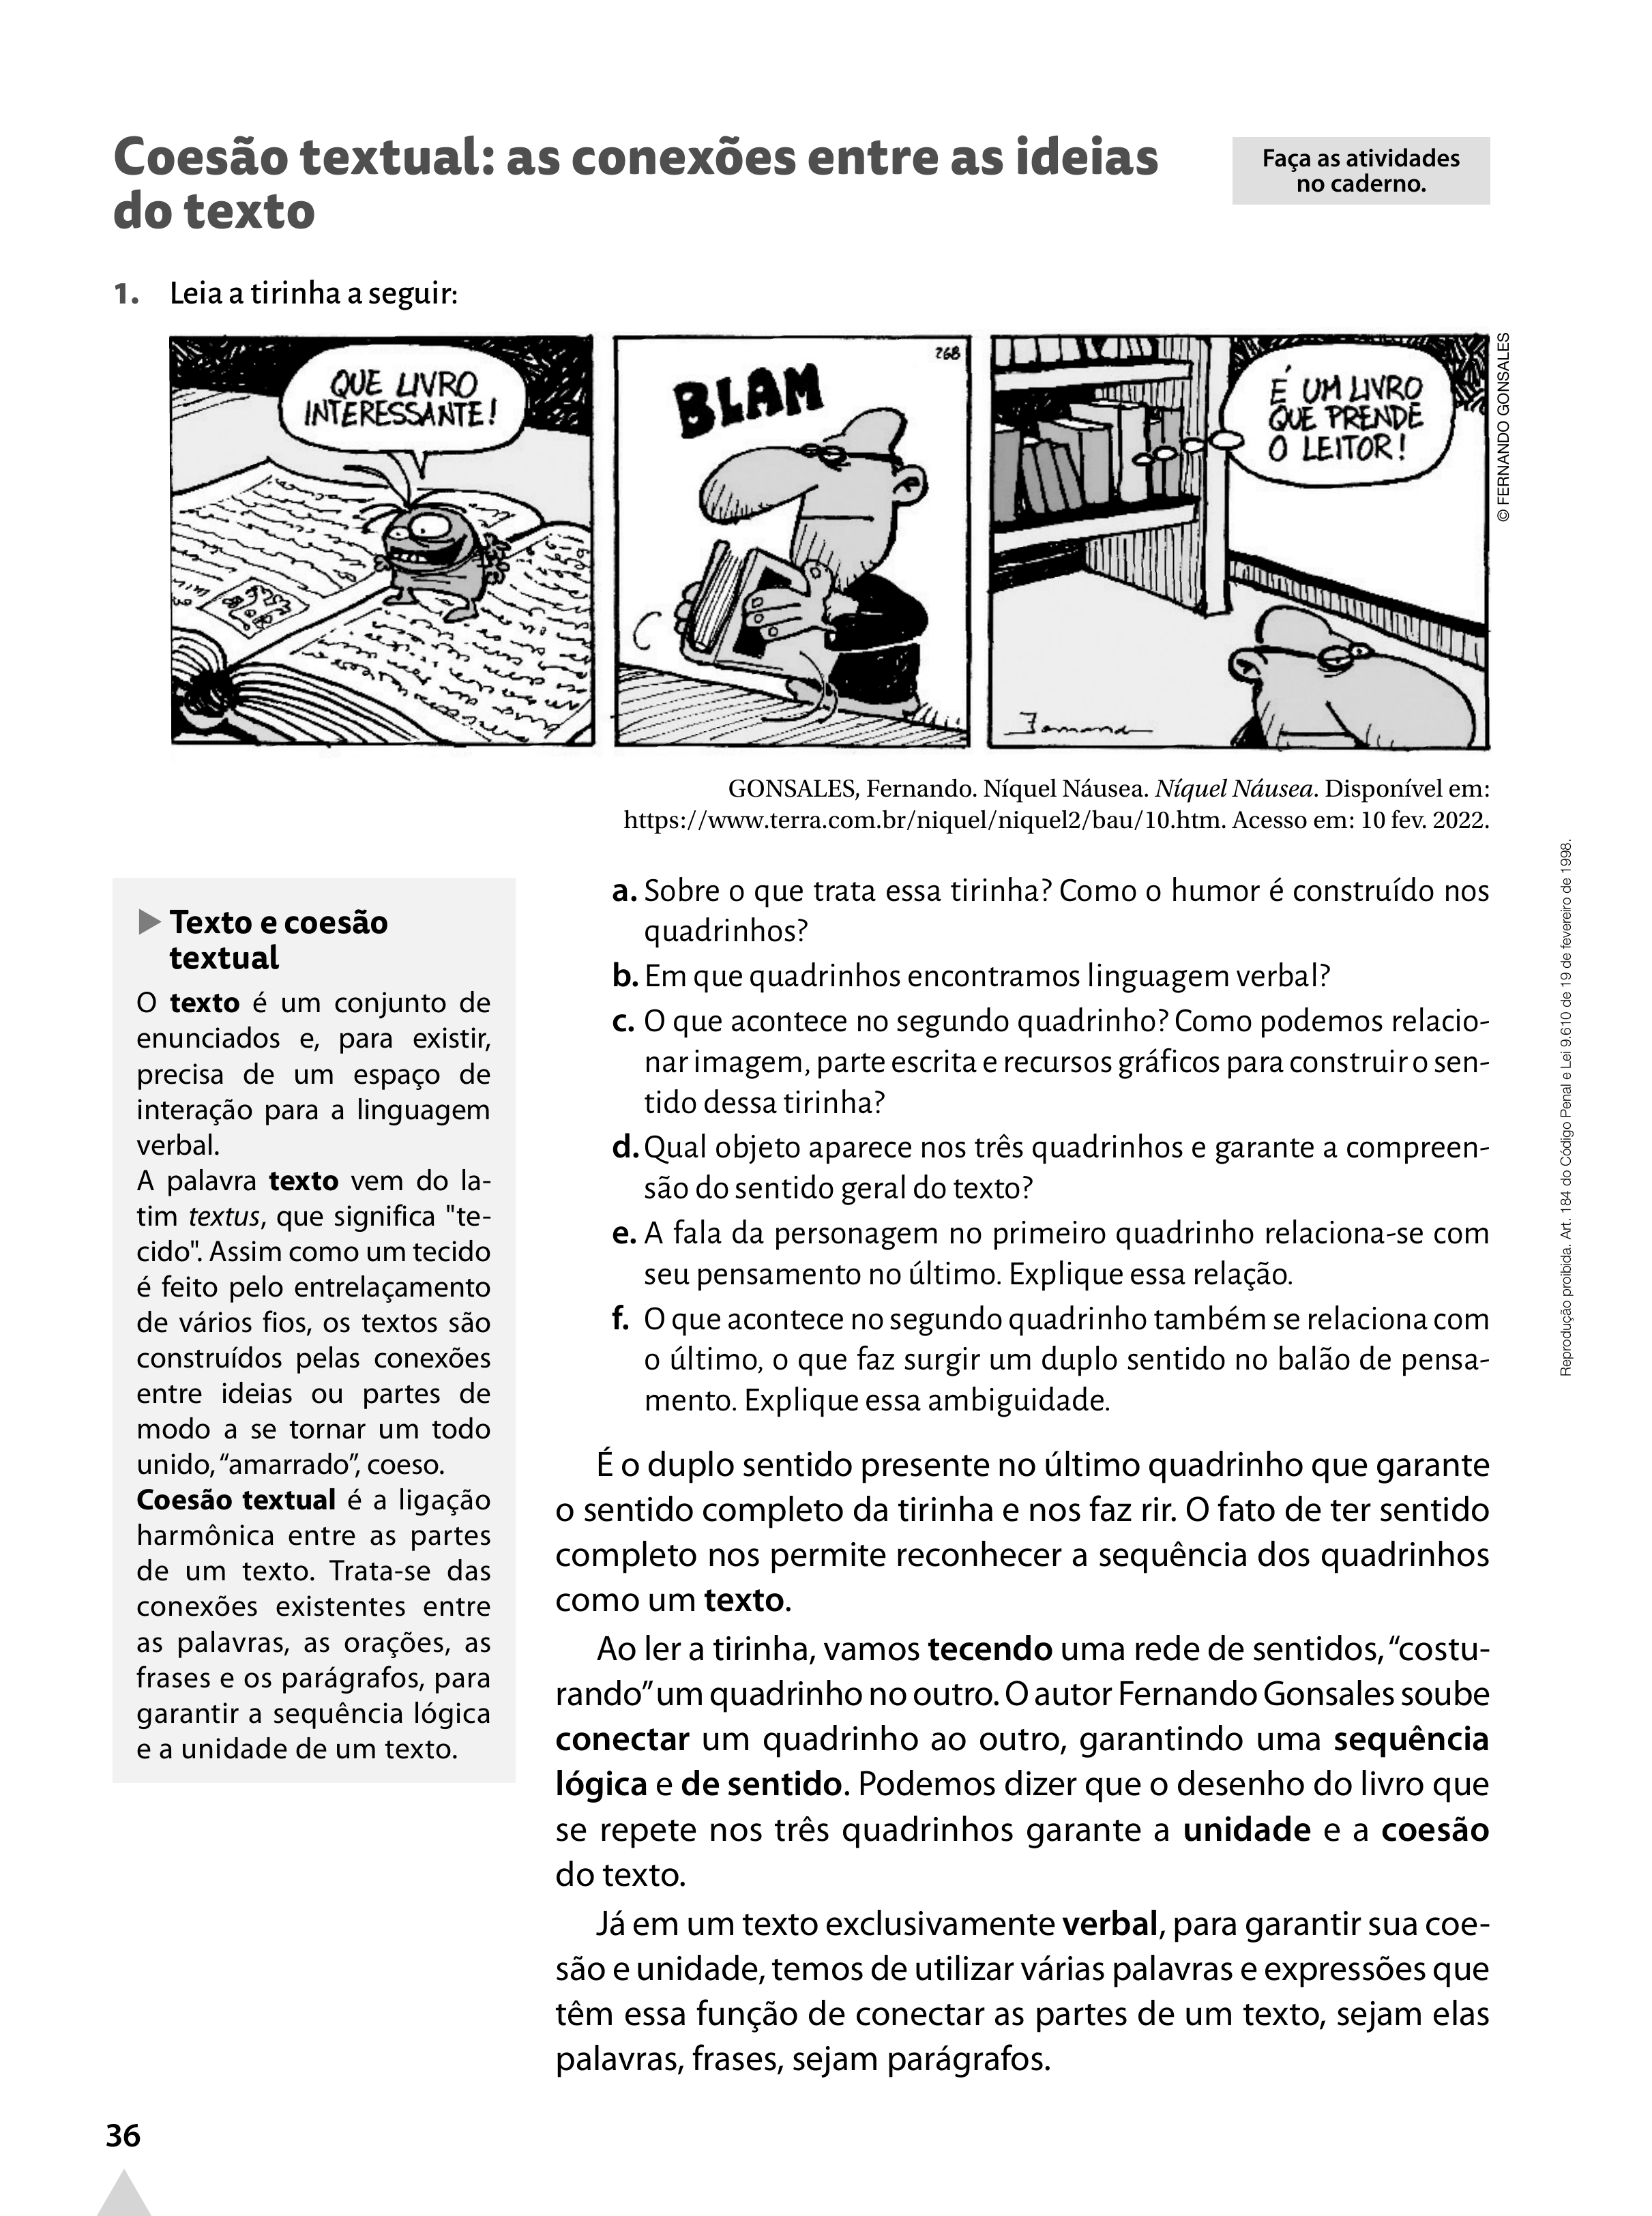 Coesão textual: as conexões entre as ideias
do texto
Faça as atividades
no caderno.
1. Leia a tirinha a seguir:
QUE LIVRO
INTERESSANTE!
268
BLAM
É UM LIVRO
QUE PRENDE
O LEITOR!
Fernando
© FERNANDO GONSALES
GONSALES, Fernando. Níquel Náusea. Níquel Náusea. Disponível em:
https://www.terra.com.br/niquel/niquel2/bau/10.htm. Acesso em: 10 fev. 2022.
Texto e coesão
textual
O texto é um conjunto de
enunciados e, para existir,
precisa de um espaço de
interação para a linguagem
verbal.
A palavra texto vem do la-
tim textus, que significa "te-
cido". Assim como um tecido
é feito pelo entrelaçamento
de vários fios, os textos são
construídos pelas conexões
entre ideias ou partes de
modo a se tornar um todo
unido, “amarrado”, coeso.
Coesão textual é a ligação
harmônica entre as partes
de um texto. Trata-se das
conexões existentes entre
as palavras, as orações, as
frases e os parágrafos, para
garantir a sequência lógica
e a unidade de um texto.
a. Sobre o que trata essa tirinha? Como o humor é construído nos
quadrinhos?
b. Em que quadrinhos encontramos linguagem verbal?
c. O que acontece no segundo quadrinho? Como podemos relacio-
nar imagem, parte escrita e recursos gráficos para construir o sen-
tido dessa tirinha?
d. Qual objeto aparece nos três quadrinhos e garante a compreen-
são do sentido geral do texto?
e. A fala da personagem no primeiro quadrinho relaciona-se com
seu pensamento no último. Explique essa relação.
f. O que acontece no segundo quadrinho também se relaciona com
o último, o que faz surgir um duplo sentido no balão de pensa-
mento. Explique essa ambiguidade.
É o duplo sentido presente no último quadrinho que garante
o sentido completo da tirinha e nos faz rir. O fato de ter sentido
completo nos permite reconhecer a sequência dos quadrinhos
como um texto.
Ao ler a tirinha, vamos tecendo uma rede de sentidos, “costu-
rando” um quadrinho no outro. O autor Fernando Gonsales soube
conectar um quadrinho ao outro, garantindo uma sequência
lógica e de sentido. Podemos dizer que o desenho do livro que
se repete nos três quadrinhos garante a unidade e a coesão
do texto.
Já em um texto exclusivamente verbal, para garantir sua coe-
são e unidade, temos de utilizar várias palavras e expressões que
têm essa função de conectar as partes de um texto, sejam elas
palavras, frases, sejam parágrafos.
Reprodução proibida. Art. 184 do Código Penal e Lei 9.610 de 19 de fevereiro de 1998.
36